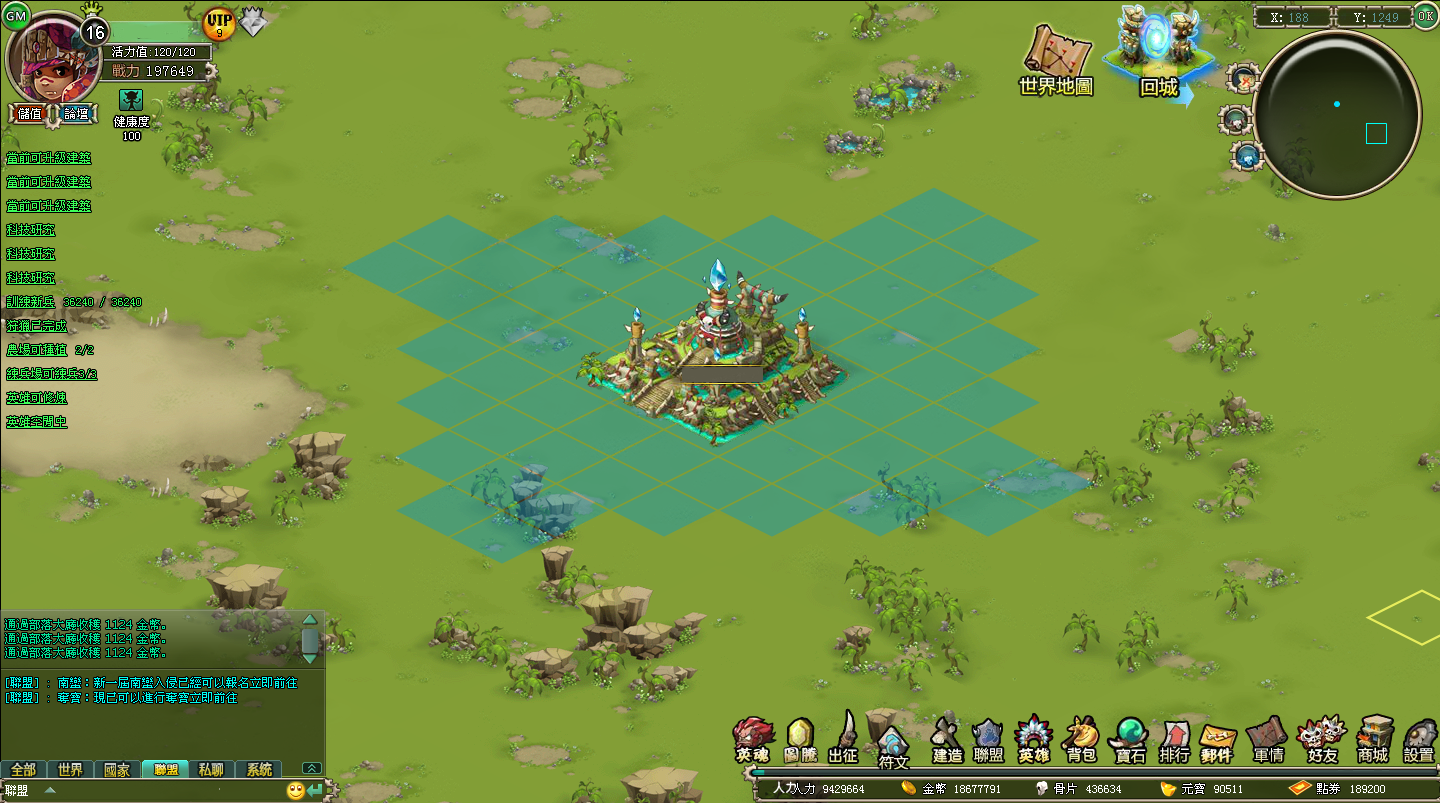 GM
16
VIP
9
活力值:120/120
戰力 197649
儲值 論壇
健康度
100
世界地圖
回城
X: 188 Y: 1249 OK
當前可升級建築
當前可升級建築
當前可升級建築
科技研究
科技研究
科技研究
訓練新兵 36240 / 36240
狩獵已完成
農場可種植 2/2
練兵場可練兵3/3
英雄可修煉
英雄空閒中
通過部落大廳收穫 1124 金幣。
通過部落大廳收穫 1124 金幣。
通過部落大廳收穫 1124 金幣。
[聯盟] : 南蠻：新一屆南蠻入侵已經可以報名立即前往
[聯盟] : 奪寶：現已可以進行奪寶立即前往
全部 世界 國家 聯盟 私聊 系統
聯盟
英魂 圖騰 出征 符文 建造 聯盟 英雄 背包 寶石 排行 郵件 軍情 好友 商城 設置
人力人力 9429664 金幣 18677791 骨片 436634 元寶 90511 點券 189200